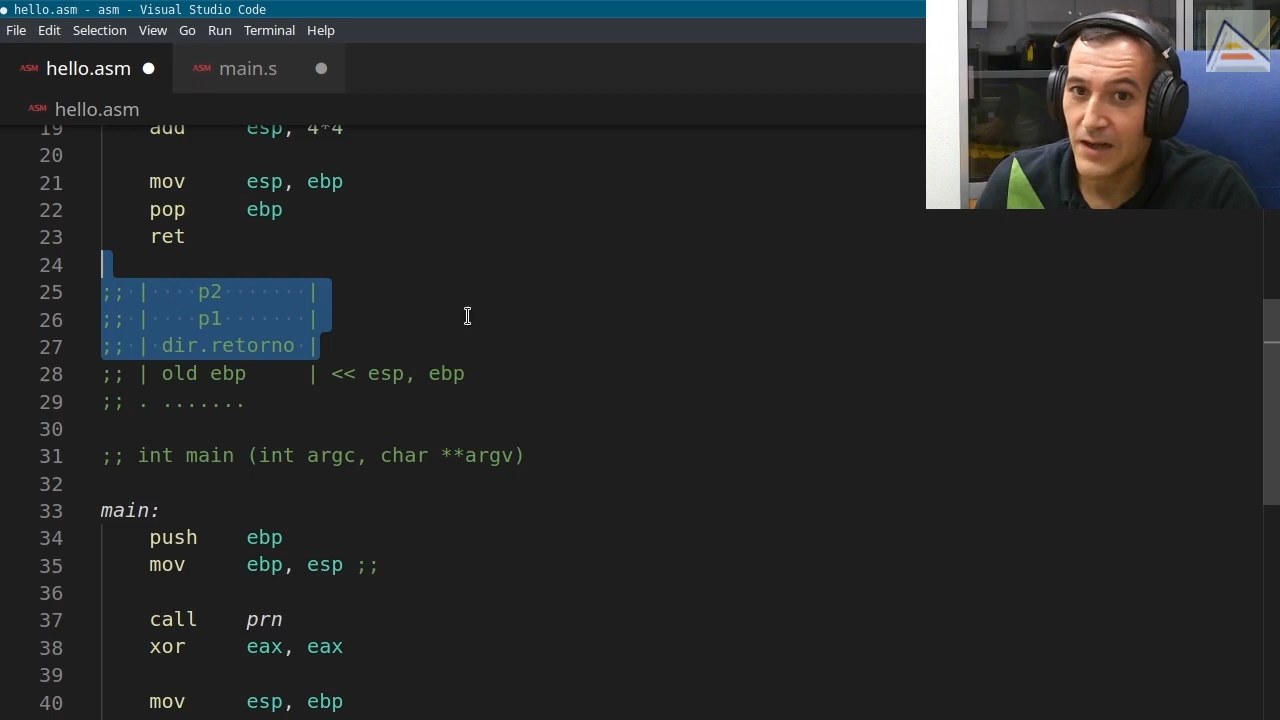 ● hello.asm - asm - Visual Studio Code
File Edit Selection View Go Run Terminal Help
ASM hello.asm ● ASM main.s ●
ASM hello.asm
19 add esp, 4*4
20
21 mov esp, ebp
22 pop ebp
23 ret
24
25 ;; |    p2       |
26 ;; |    p1       |
27 ;; | dir.retorno |
28 ;; | old ebp     | << esp, ebp
29 ;; . .......
30
31 ;; int main (int argc, char **argv)
32
33 main:
34 push ebp
35 mov ebp, esp ;;
36
37 call prn
38 xor eax, eax
39
40 mov esp, ebp